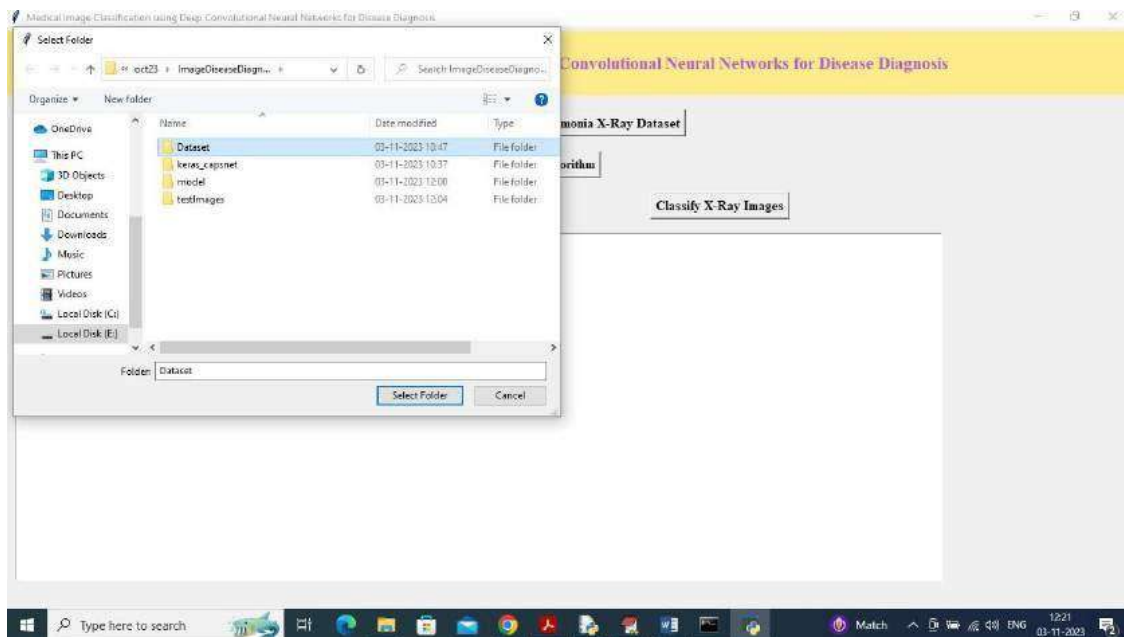 Medical Image Classification using Deep Convolutional Neural Networks for Disease Diagnosis
Select Folder
« oct23 › ImageDiseaseDiagn... ›
Search ImageDiseaseDiagno...
Convolutional Neural Networks for Disease Diagnosis
Organize
New folder
monia X-Ray Dataset
Name
Date modified
Type
OneDrive
This PC
3D Objects
Desktop
Documents
Downloads
Music
Pictures
Videos
Local Disk (C:)
Local Disk (E:)
Dataset 03-11-2023 10:47 File folder
keras_capsnet 03-11-2023 10:37 File folder
model 03-11-2023 12:00 File folder
testImages 03-11-2023 12:04 File folder
orithm
Classify X-Ray Images
Folder: Dataset
Select Folder
Cancel
Type here to search
Match
ENG
12:21
03-11-2023
2